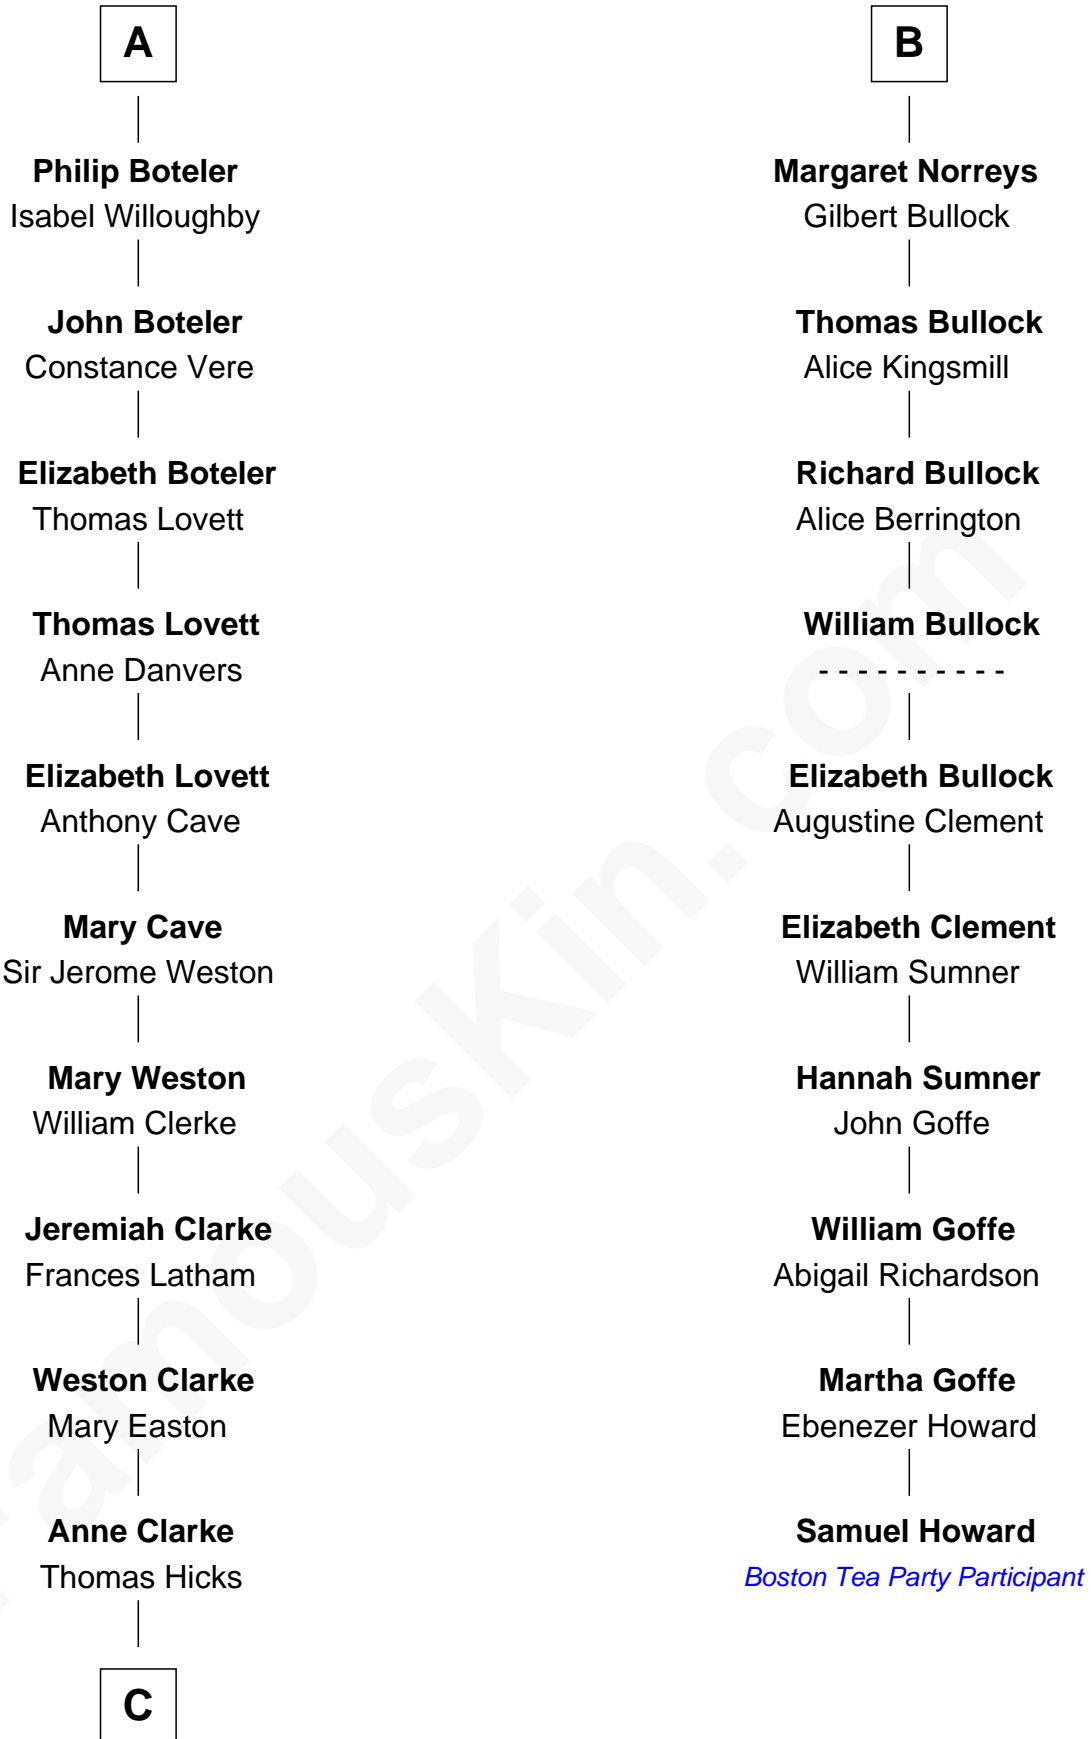 A
Philip Boteler
Isabel Willoughby
John Boteler
Constance Vere
Elizabeth Boteler
Thomas Lovett
Thomas Lovett
Anne Danvers
Elizabeth Lovett
Anthony Cave
Mary Cave
Sir Jerome Weston
Mary Weston
William Clerke
Jeremiah Clarke
Frances Latham
Weston Clarke
Mary Easton
Anne Clarke
Thomas Hicks
C
B
Margaret Norreys
Gilbert Bullock
Thomas Bullock
Alice Kingsmill
Richard Bullock
Alice Berrington
William Bullock
- - - - - - - - - -
Elizabeth Bullock
Augustine Clement
Elizabeth Clement
William Sumner
Hannah Sumner
John Goffe
William Goffe
Abigail Richardson
Martha Goffe
Ebenezer Howard
Samuel Howard
Boston Tea Party Participant
FamousKin.com